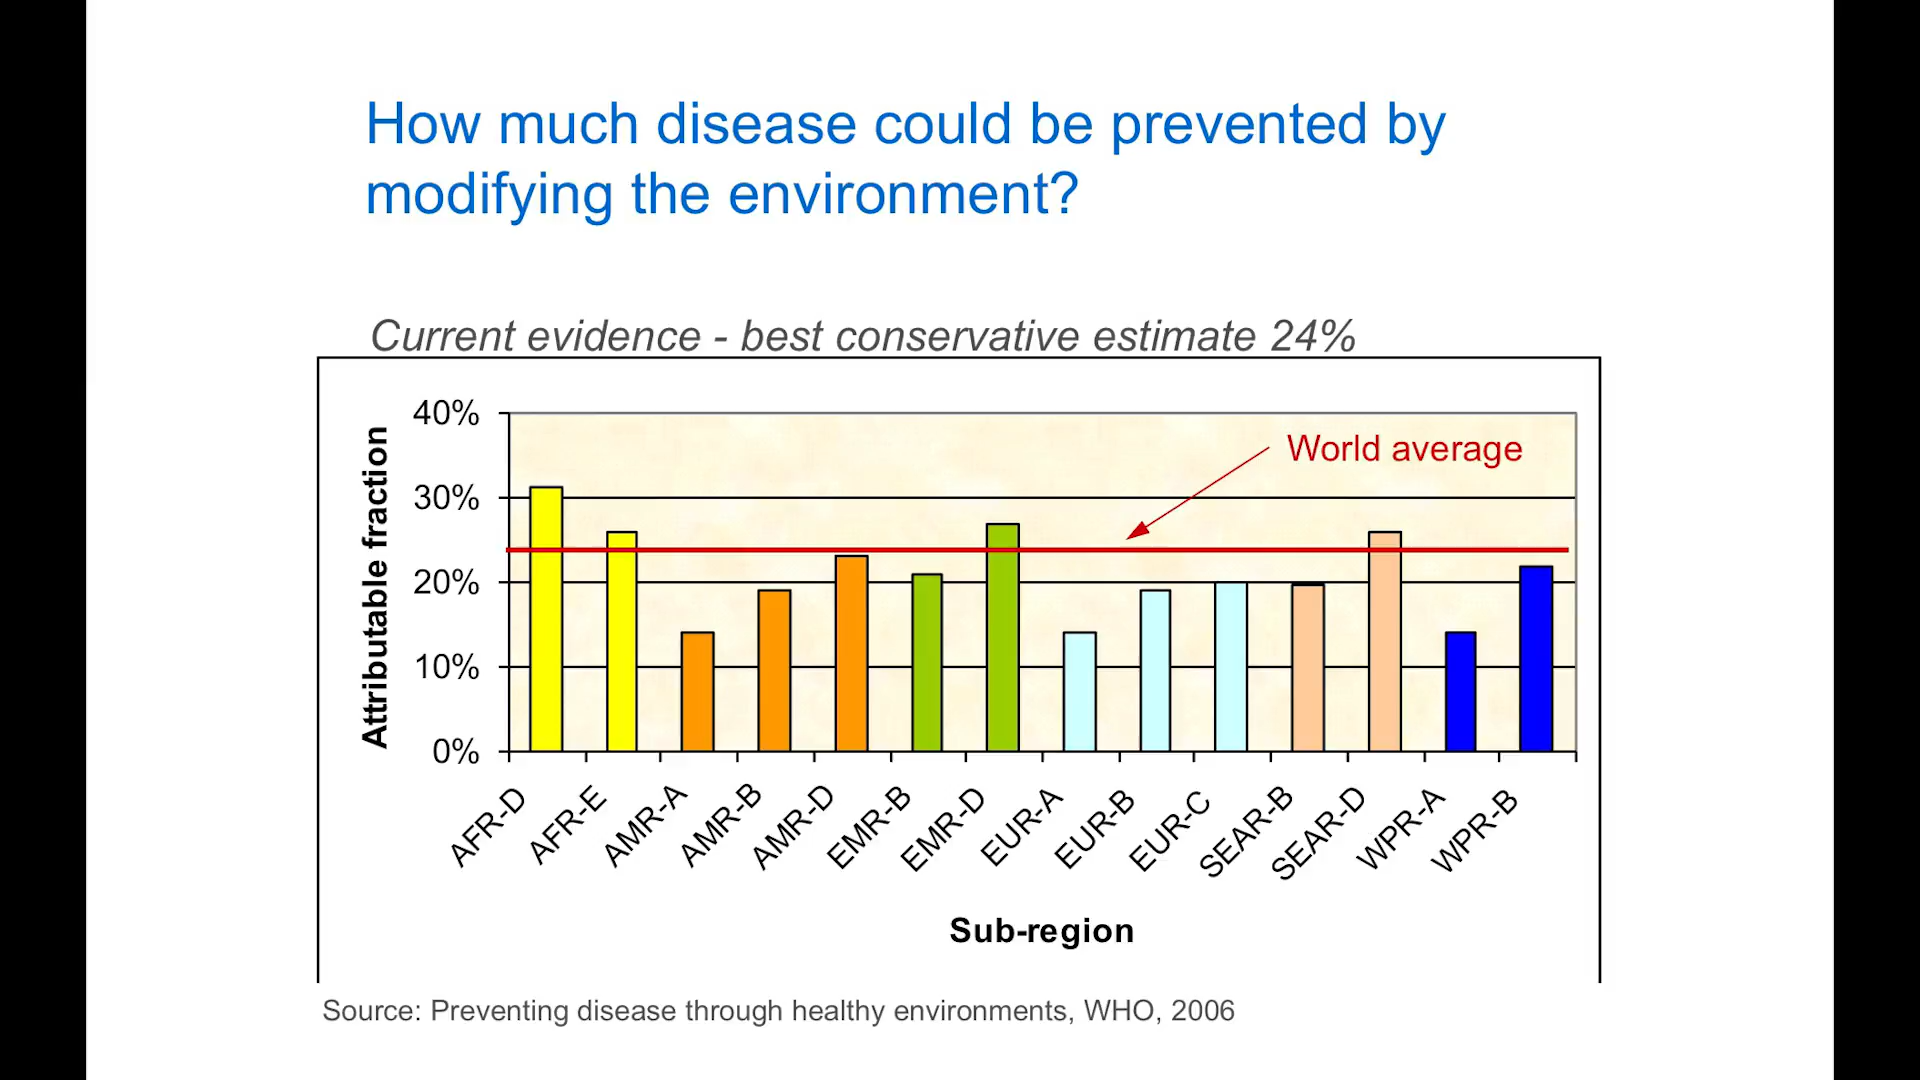 How much disease could be prevented by
modifying the environment?
Current evidence - best conservative estimate 24%
Attributable fraction
40%
30%
20%
10%
0%
World average
AFR-D
AFR-E
AMR-A
AMR-B
AMR-D
EMR-B
EMR-D
EUR-A
EUR-B
EUR-C
SEAR-B
SEAR-D
WPR-A
WPR-B
Sub-region
Source: Preventing disease through healthy environments, WHO, 2006